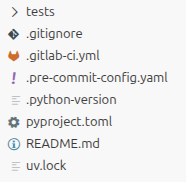 tests
.gitignore
.gitlab-ci.yml
.pre-commit-config.yaml
.python-version
pyproject.toml
README.md
uv.lock